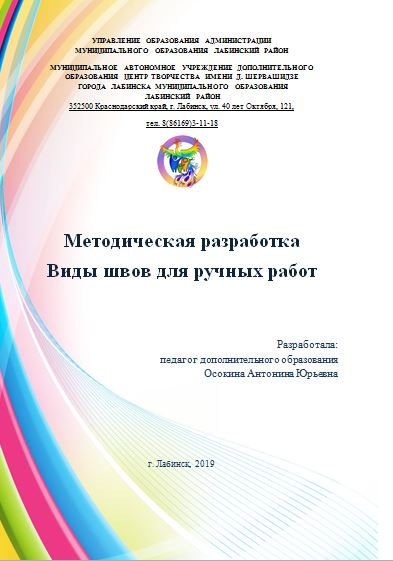 УПРАВЛЕНИЕ ОБРАЗОВАНИЯ АДМИНИСТРАЦИИ
МУНИЦИПАЛЬНОГО ОБРАЗОВАНИЯ ЛАБИНСКИЙ РАЙОН
МУНИЦИПАЛЬНОЕ АВТОНОМНОЕ УЧРЕЖДЕНИЕ ДОПОЛНИТЕЛЬНОГО
ОБРАЗОВАНИЯ ЦЕНТР ТВОРЧЕСТВА ИМЕНИ Д. ШЕРВАШИДЗЕ
ГОРОДА ЛАБИНСКА МУНИЦИПАЛЬНОГО ОБРАЗОВАНИЯ
ЛАБИНСКИЙ РАЙОН
352500 Краснодарский край, г. Лабинск, ул. 40 лет Октября, 121,
тел. 8(86169)3-11-18
Методическая разработка
Виды швов для ручных работ
Разработала:
педагог дополнительного образования
Осокина Антонина Юрьевна
г. Лабинск, 2019